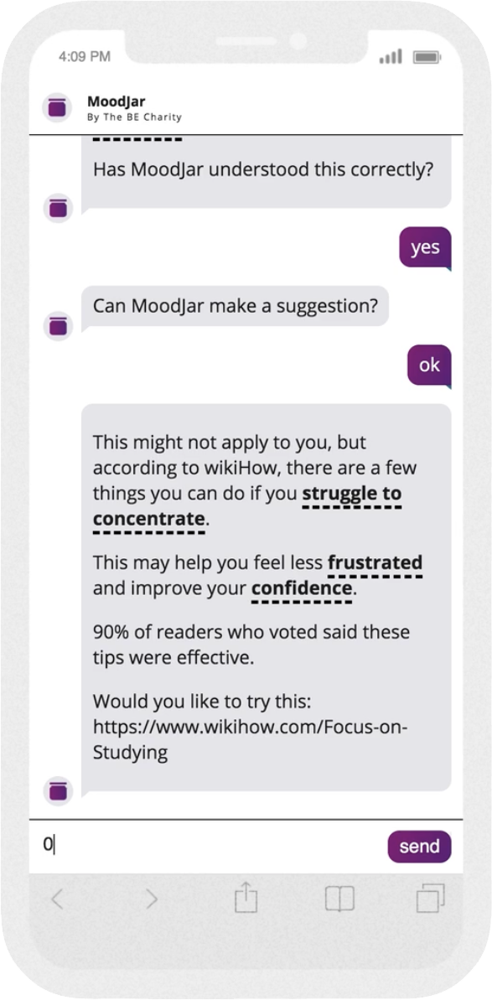 4:09 PM
MoodJar
By The BE Charity
Has MoodJar understood this correctly?
yes
Can MoodJar make a suggestion?
ok
This might not apply to you, but
according to wikiHow, there are a few
things you can do if you struggle to
concentrate.
This may help you feel less frustrated
and improve your confidence.
90% of readers who voted said these
tips were effective.
Would you like to try this:
https://www.wikihow.com/Focus-on-
Studying
0
send